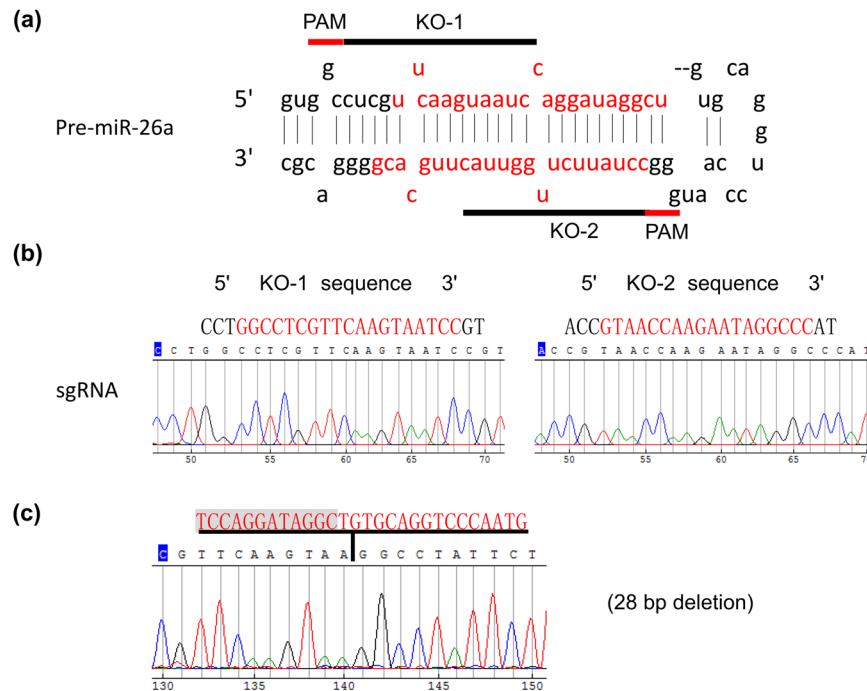 (a)
PAM KO-1
g u c --g ca
5' gug ccucgu caaguaauc aggauaggcu ug g
Pre-miR-26a
g
3' cgc gggca guucauugg ucuuauccgg ac u
a c u gua cc
KO-2 PAM
(b)
5' KO-1 sequence 3'
5' KO-2 sequence 3'
CCTGGCCTCGTTCAAGTAATCCGT
ACCGTAACCAAGAATAGGCCCAT
C C T G G C C T C G T T C A A G T A A T C C G T
A C C G T A A C C A A G A A T A G G C C C A T
sgRNA
50 55 60 65 70
50 55 60 65 70
(c)
TCCAGGATAGGCTGTGCAGGTCCCAATG
C G T T C A A G T A A G G C C T A T T C T
(28 bp deletion)
130 135 140 145 150